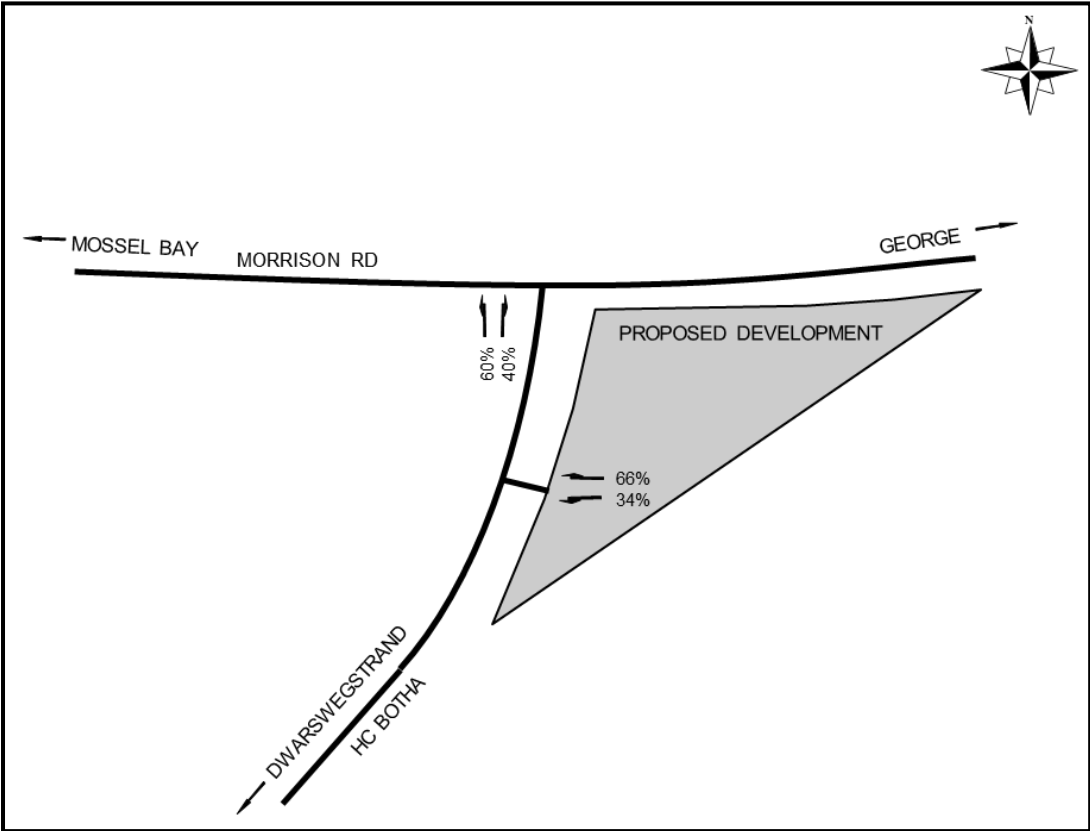 N
MOSSEL BAY
MORRISON RD
GEORGE
PROPOSED DEVELOPMENT
60%
40%
66%
34%
DWARSWEGSTRAND
HC BOTHA